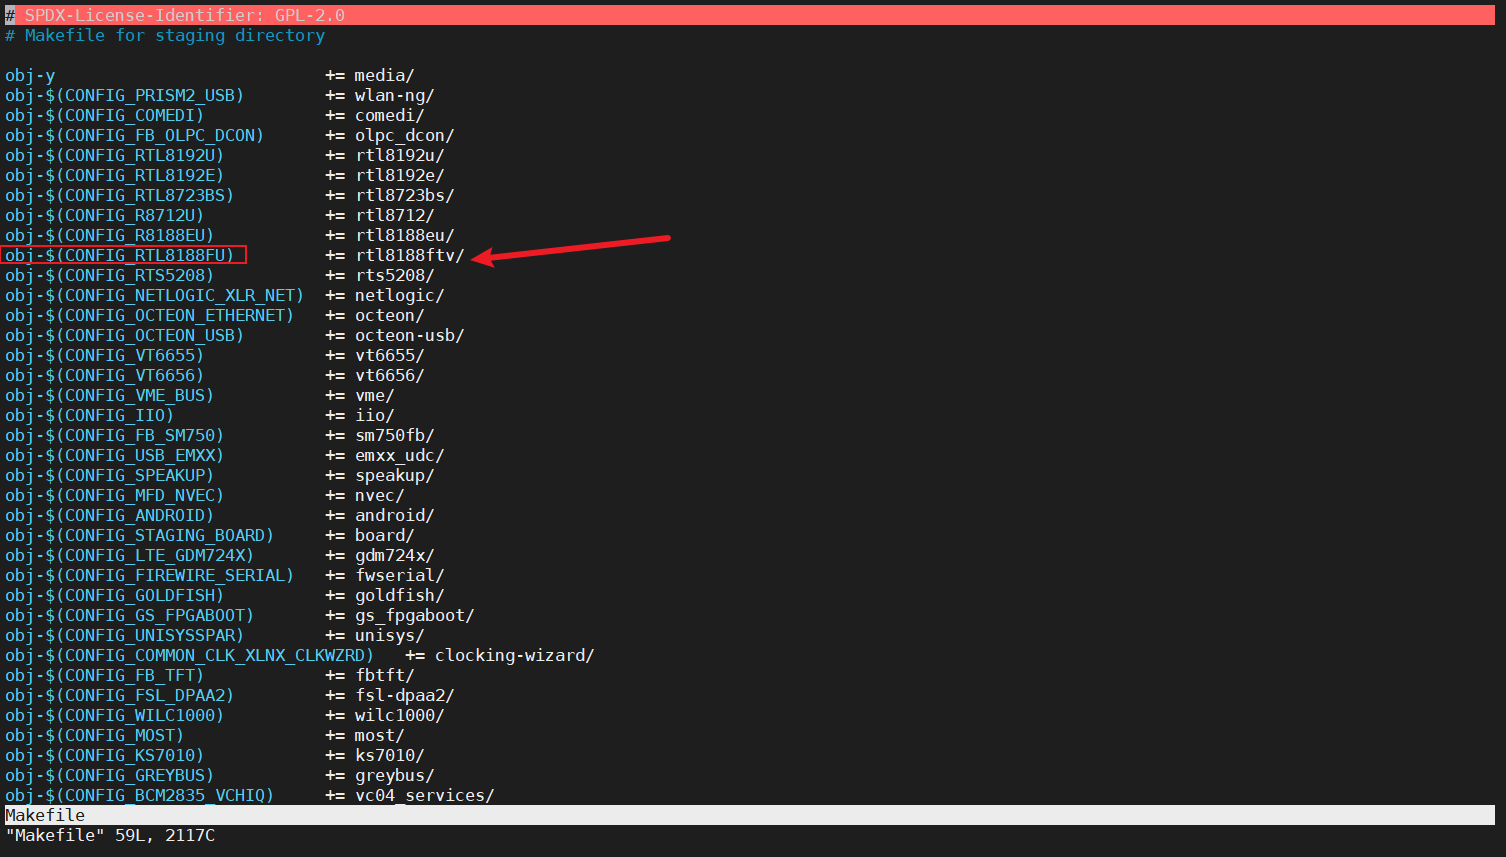 # SPDX-License-Identifier: GPL-2.0
# Makefile for staging directory
obj-y += media/
obj-$(CONFIG_PRISM2_USB) += wlan-ng/
obj-$(CONFIG_COMEDI) += comedi/
obj-$(CONFIG_FB_OLPC_DCON) += olpc_dcon/
obj-$(CONFIG_RTL8192U) += rtl8192u/
obj-$(CONFIG_RTL8192E) += rtl8192e/
obj-$(CONFIG_RTL8723BS) += rtl8723bs/
obj-$(CONFIG_R8712U) += rtl8712/
obj-$(CONFIG_R8188EU) += rtl8188eu/
obj-$(CONFIG_RTL8188FU) += rtl8188ftv/
obj-$(CONFIG_RTS5208) += rts5208/
obj-$(CONFIG_NETLOGIC_XLR_NET) += netlogic/
obj-$(CONFIG_OCTEON_ETHERNET) += octeon/
obj-$(CONFIG_OCTEON_USB) += octeon-usb/
obj-$(CONFIG_VT6655) += vt6655/
obj-$(CONFIG_VT6656) += vt6656/
obj-$(CONFIG_VME_BUS) += vme/
obj-$(CONFIG_IIO) += iio/
obj-$(CONFIG_FB_SM750) += sm750fb/
obj-$(CONFIG_USB_EMXX) += emxx_udc/
obj-$(CONFIG_SPEAKUP) += speakup/
obj-$(CONFIG_MFD_NVEC) += nvec/
obj-$(CONFIG_ANDROID) += android/
obj-$(CONFIG_STAGING_BOARD) += board/
obj-$(CONFIG_LTE_GDM724X) += gdm724x/
obj-$(CONFIG_FIREWIRE_SERIAL) += fwserial/
obj-$(CONFIG_GOLDFISH) += goldfish/
obj-$(CONFIG_GS_FPGABOOT) += gs_fpgaboot/
obj-$(CONFIG_UNISYSSPAR) += unisys/
obj-$(CONFIG_COMMON_CLK_XLNX_CLKWZRD) += clocking-wizard/
obj-$(CONFIG_FB_TFT) += fbtft/
obj-$(CONFIG_FSL_DPAA2) += fsl-dpaa2/
obj-$(CONFIG_WILC1000) += wilc1000/
obj-$(CONFIG_MOST) += most/
obj-$(CONFIG_KS7010) += ks7010/
obj-$(CONFIG_GREYBUS) += greybus/
obj-$(CONFIG_BCM2835_VCHIQ) += vc04_services/
Makefile
"Makefile" 59L, 2117C